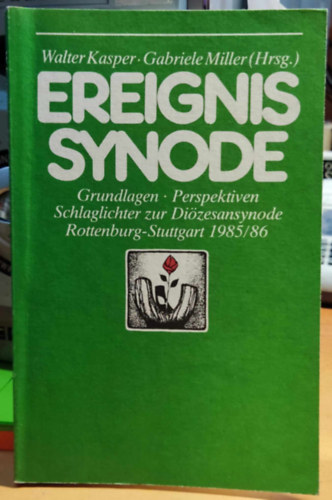 Walter Kasper · Gabriele Miller (Hrsg.)
EREIGNIS
SYNODE
Grundlagen · Perspektiven
Schlaglichter zur Diözesansynode
Rottenburg-Stuttgart 1985/86